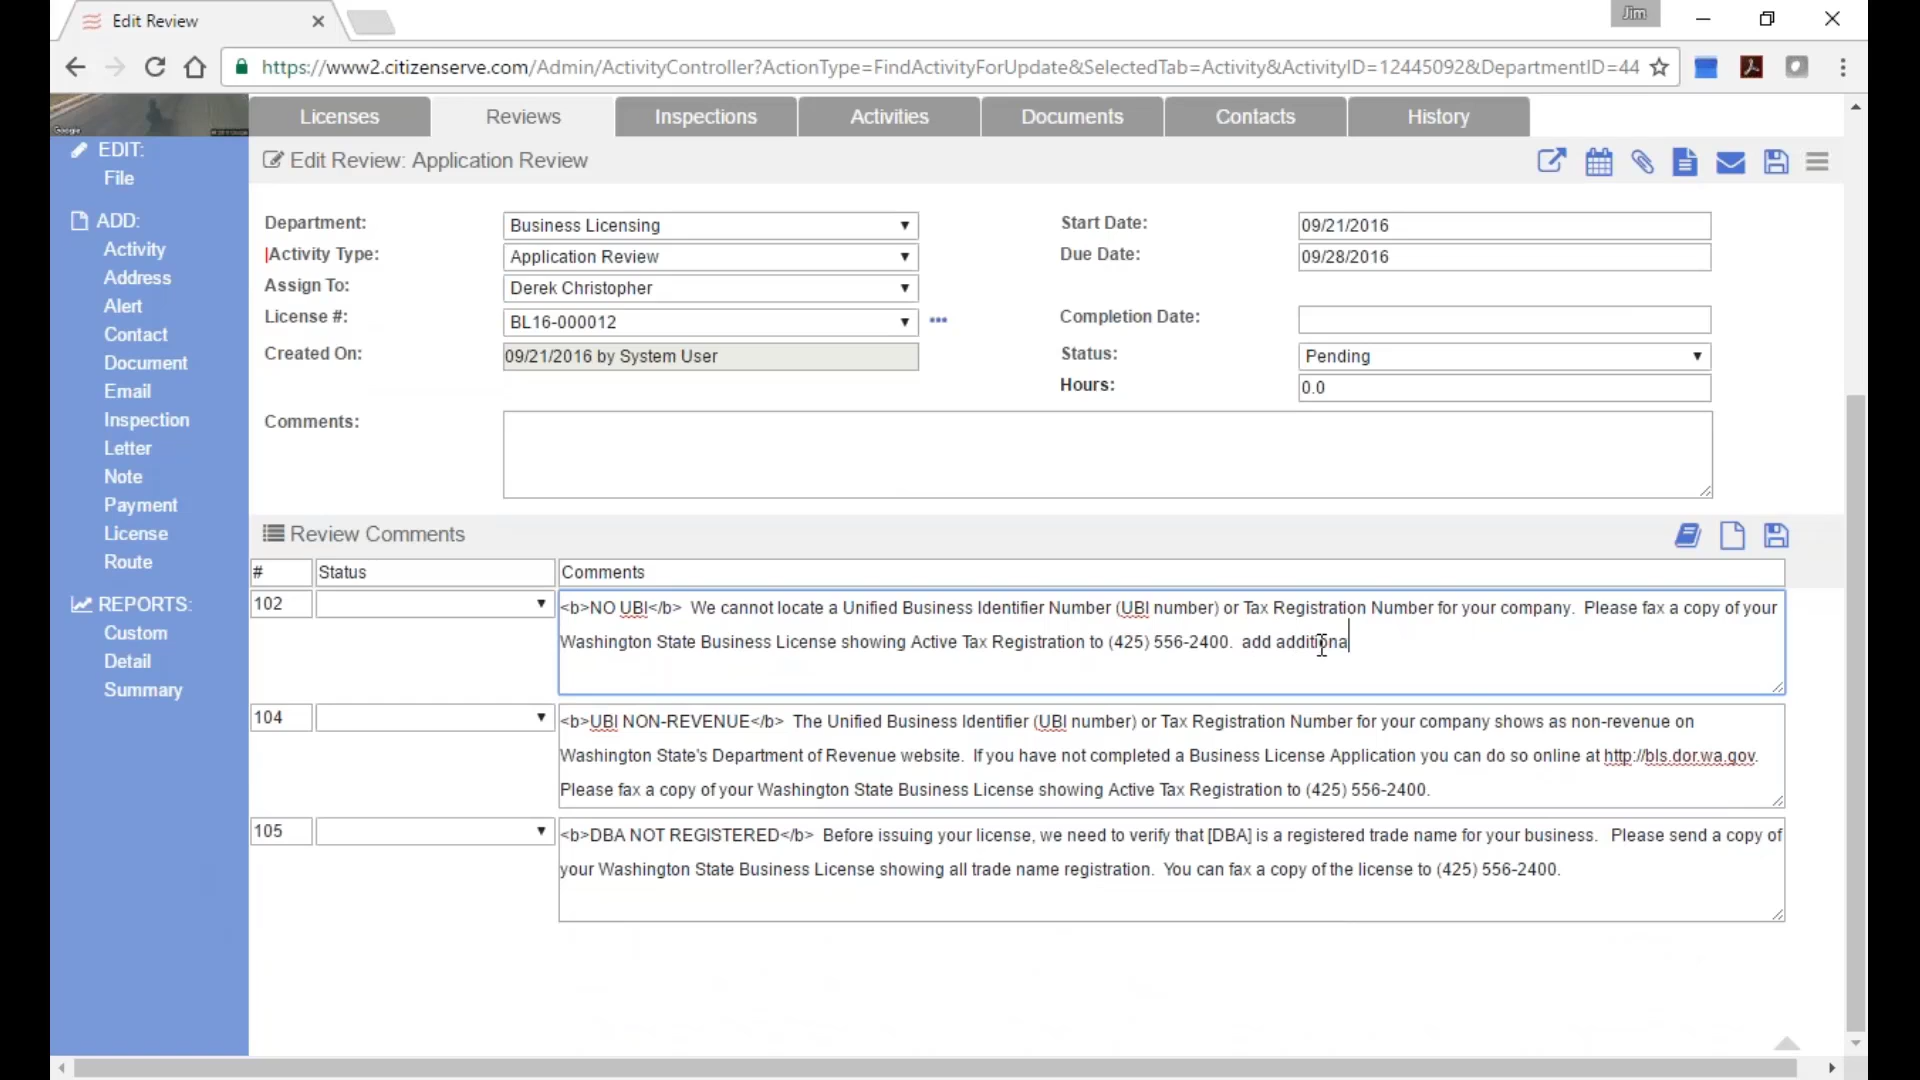 Edit Review
Jim
https://www2.citizenserve.com/Admin/ActivityController?ActionType=FindActivityForUpdate&SelectedTab=Activity&ActivityID=12445092&DepartmentID=44
Google
Licenses
Reviews
Inspections
Activities
Documents
Contacts
History
EDIT:
File
ADD:
Activity
Address
Alert
Contact
Document
Email
Inspection
Letter
Note
Payment
License
Route
REPORTS:
Custom
Detail
Summary
Edit Review: Application Review
Department: Business Licensing
Start Date: 09/21/2016
Activity Type: Application Review
Due Date: 09/28/2016
Assign To: Derek Christopher
License #: BL16-000012
Completion Date:
Created On: 09/21/2016 by System User
Status: Pending
Hours: 0.0
Comments:
Review Comments
# Status Comments
102 <b>NO UBI</b>  We cannot locate a Unified Business Identifier Number (UBI number) or Tax Registration Number for your company.  Please fax a copy of your
Washington State Business License showing Active Tax Registration to (425) 556-2400.  add additiona
104 <b>UBI NON-REVENUE</b>  The Unified Business Identifier (UBI number) or Tax Registration Number for your company shows as non-revenue on
Washington State's Department of Revenue website.  If you have not completed a Business License Application you can do so online at http://bls.dor.wa.gov.
Please fax a copy of your Washington State Business License showing Active Tax Registration to (425) 556-2400.
105 <b>DBA NOT REGISTERED</b>  Before issuing your license, we need to verify that [DBA] is a registered trade name for your business.   Please send a copy of
your Washington State Business License showing all trade name registration.  You can fax a copy of the license to (425) 556-2400.